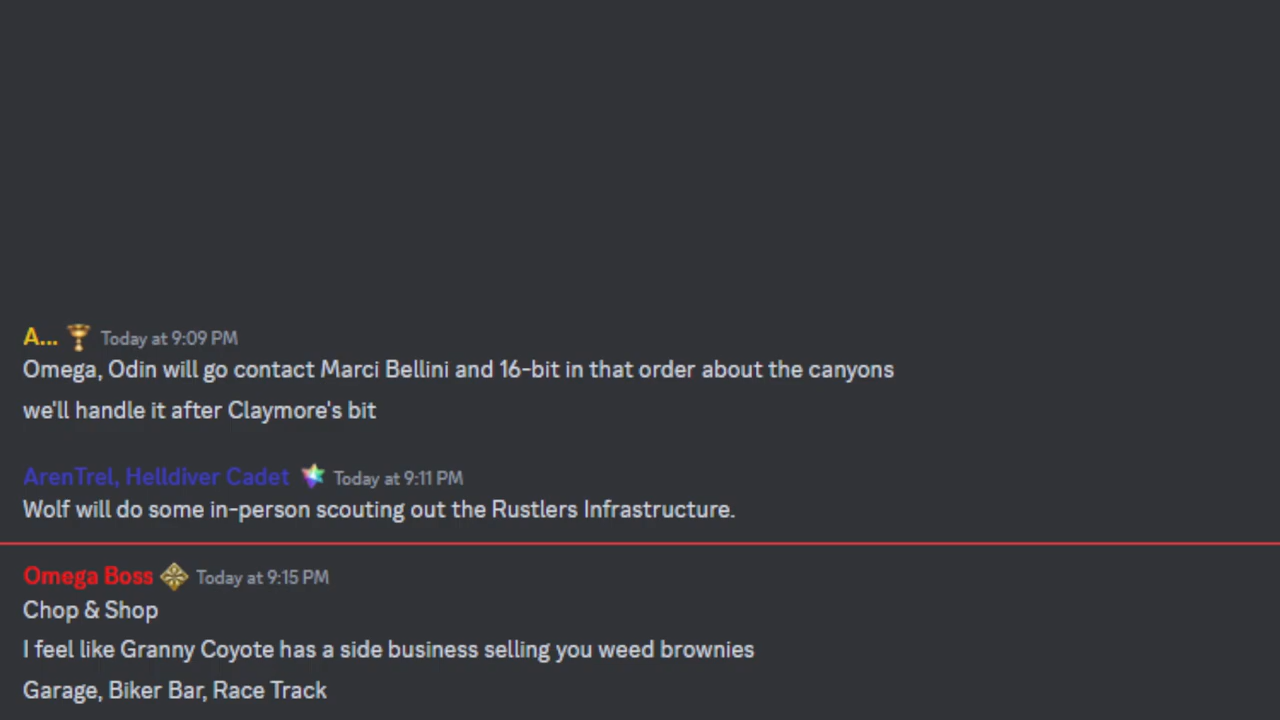 A... Today at 9:09 PM
Omega, Odin will go contact Marci Bellini and 16-bit in that order about the canyons
we'll handle it after Claymore's bit
ArenTrel, Helldiver Cadet Today at 9:11 PM
Wolf will do some in-person scouting out the Rustlers Infrastructure.
Omega Boss Today at 9:15 PM
Chop & Shop
I feel like Granny Coyote has a side business selling you weed brownies
Garage, Biker Bar, Race Track